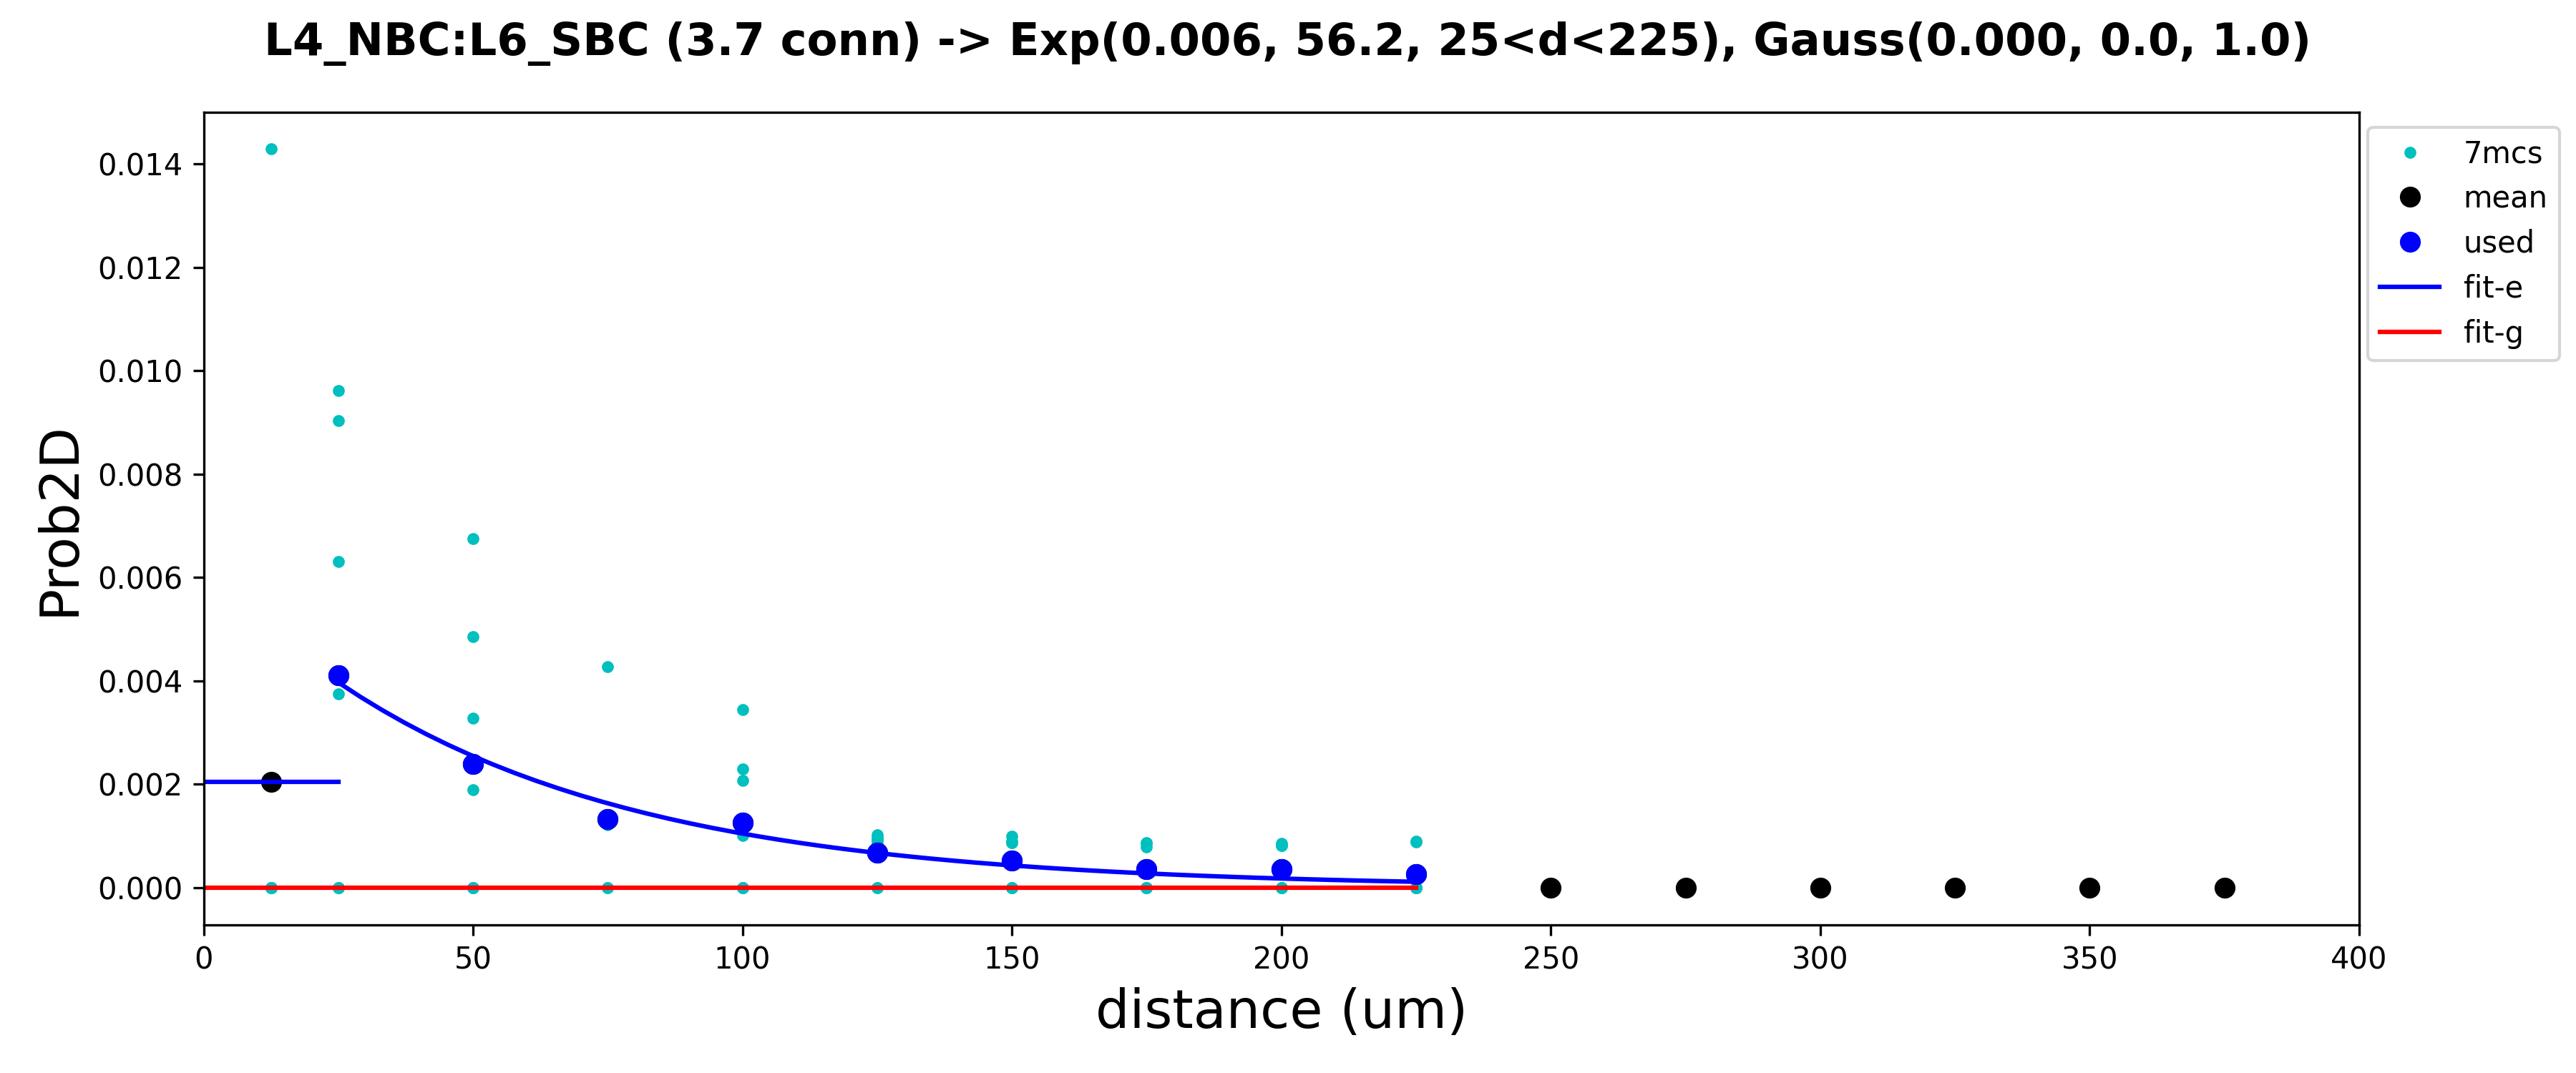 L4_NBC:L6_SBC (3.7 conn) -> Exp(0.006, 56.2, 25<d<225), Gauss(0.000, 0.0, 1.0)
Prob2D
0.014
0.012
0.010
0.008
0.006
0.004
0.002
0.000
0 50 100 150 200 250 300 350 400
distance (um)
7mcs
mean
used
fit-e
fit-g